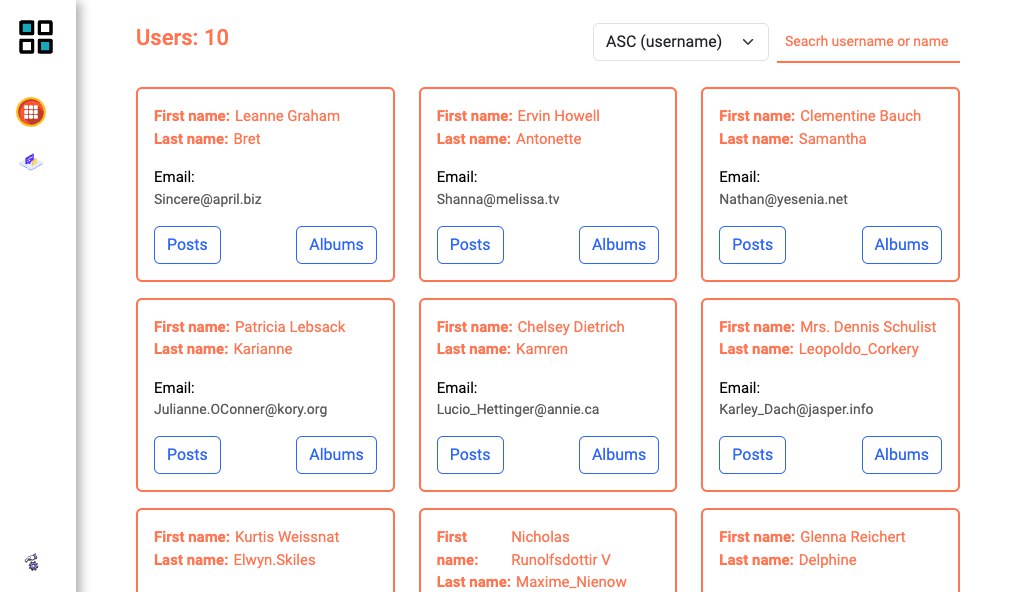 Users: 10
ASC (username)
Seacrh username or name
First name: Leanne Graham
Last name: Bret
Email:
Sincere@april.biz
Posts
Albums
First name: Ervin Howell
Last name: Antonette
Email:
Shanna@melissa.tv
Posts
Albums
First name: Clementine Bauch
Last name: Samantha
Email:
Nathan@yesenia.net
Posts
Albums
First name: Patricia Lebsack
Last name: Karianne
Email:
Julianne.OConner@kory.org
Posts
Albums
First name: Chelsey Dietrich
Last name: Kamren
Email:
Lucio_Hettinger@annie.ca
Posts
Albums
First name: Mrs. Dennis Schulist
Last name: Leopoldo_Corkery
Email:
Karley_Dach@jasper.info
Posts
Albums
First name: Kurtis Weissnat
Last name: Elwyn.Skiles
First Nicholas
name: Runolfsdottir V
Last name: Maxime_Nienow
First name: Glenna Reichert
Last name: Delphine